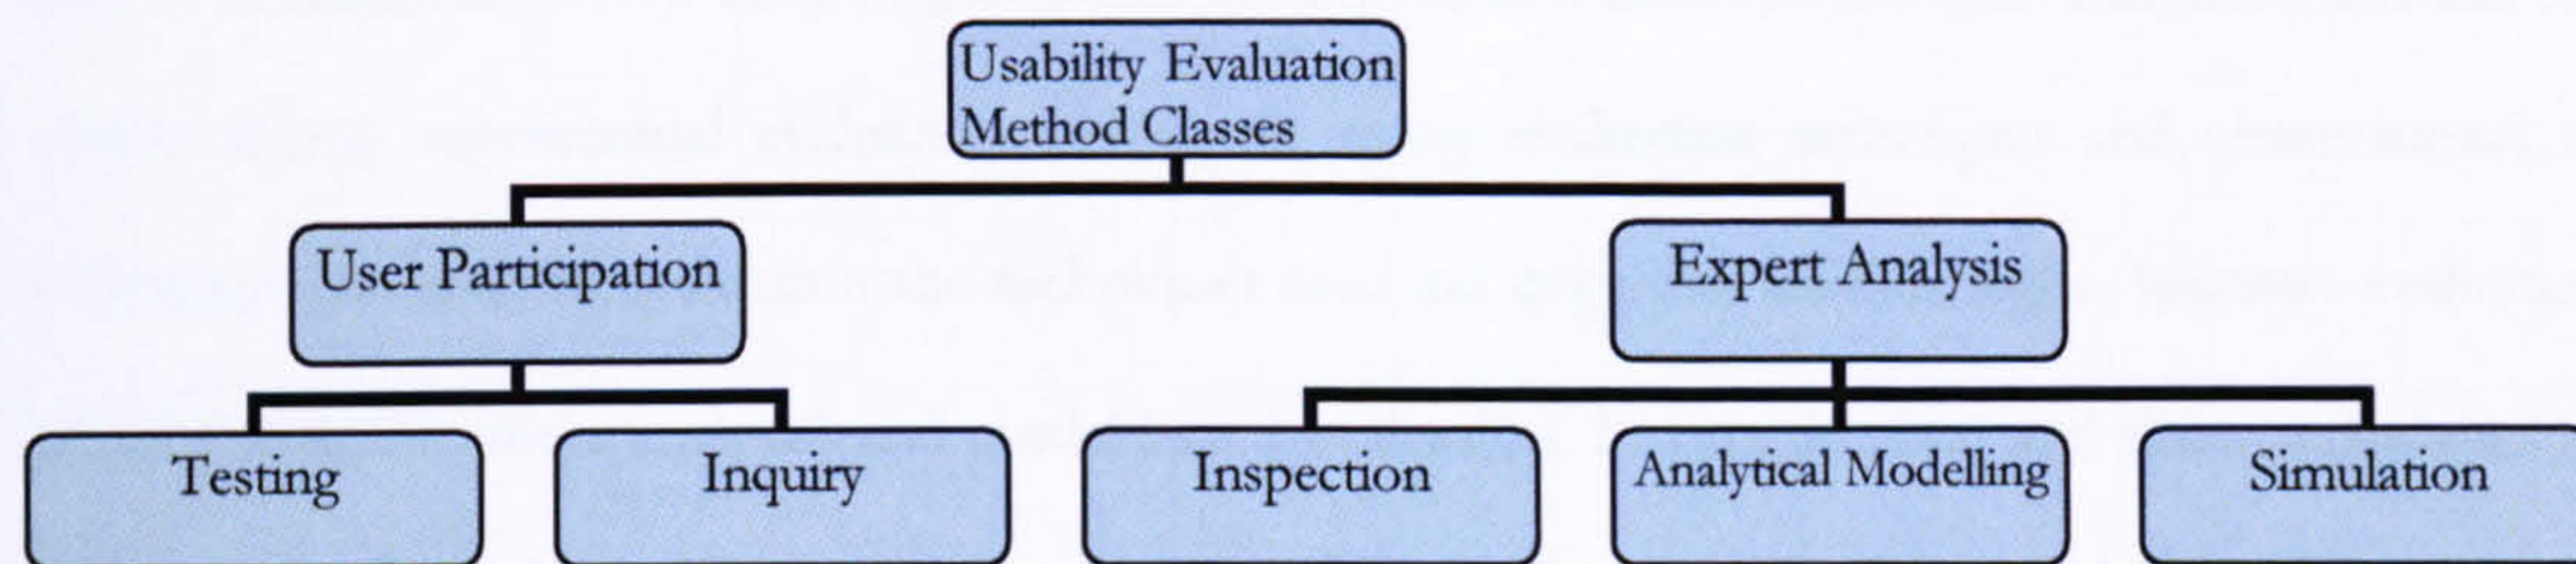 Usability Evaluation
Method Classes
User Participation
Expert Analysis
Testing
Inquiry
Inspection
Analytical Modelling
Simulation